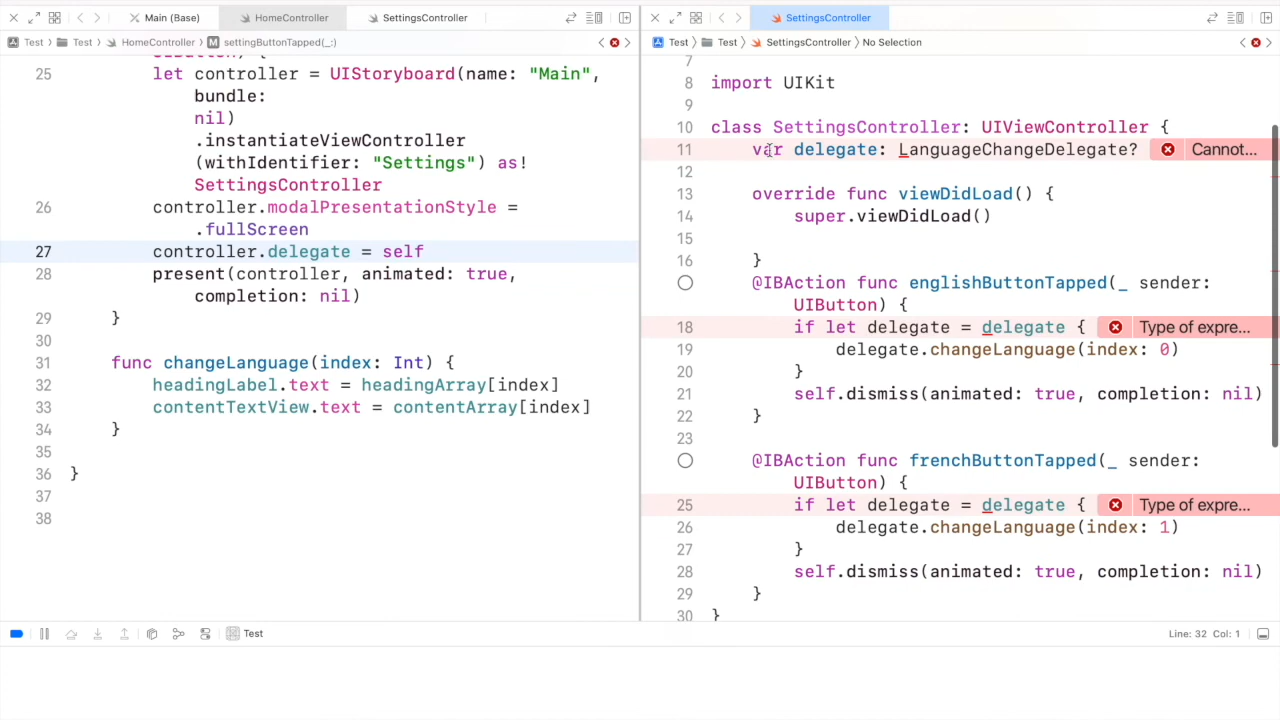 Main (Base)
HomeController
SettingsController
SettingsController
Test
Test
HomeController
M
settingButtonTapped(_:)
Test
Test
SettingsController
No Selection
25
let controller = UIStoryboard(name: "Main",
bundle:
nil)
.instantiateViewController
(withIdentifier: "Settings") as!
SettingsController
26
controller.modalPresentationStyle =
.fullScreen
27
controller.delegate = self
28
present(controller, animated: true,
completion: nil)
29
}
30
31
func changeLanguage(index: Int) {
32
headingLabel.text = headingArray[index]
33
contentTextView.text = contentArray[index]
34
}
35
36
}
37
38
7
8
import UIKit
9
10
class SettingsController: UIViewController {
11
var delegate: LanguageChangeDelegate?
Cannot...
12
13
override func viewDidLoad() {
14
super.viewDidLoad()
15
16
}
@IBAction func englishButtonTapped(_ sender:
UIButton) {
18
if let delegate = delegate {
Type of expre...
19
delegate.changeLanguage(index: 0)
20
}
21
self.dismiss(animated: true, completion: nil)
22
}
23
@IBAction func frenchButtonTapped(_ sender:
UIButton) {
25
if let delegate = delegate {
Type of expre...
26
delegate.changeLanguage(index: 1)
27
}
28
self.dismiss(animated: true, completion: nil)
29
}
30
}
Test
Line: 32 Col: 1